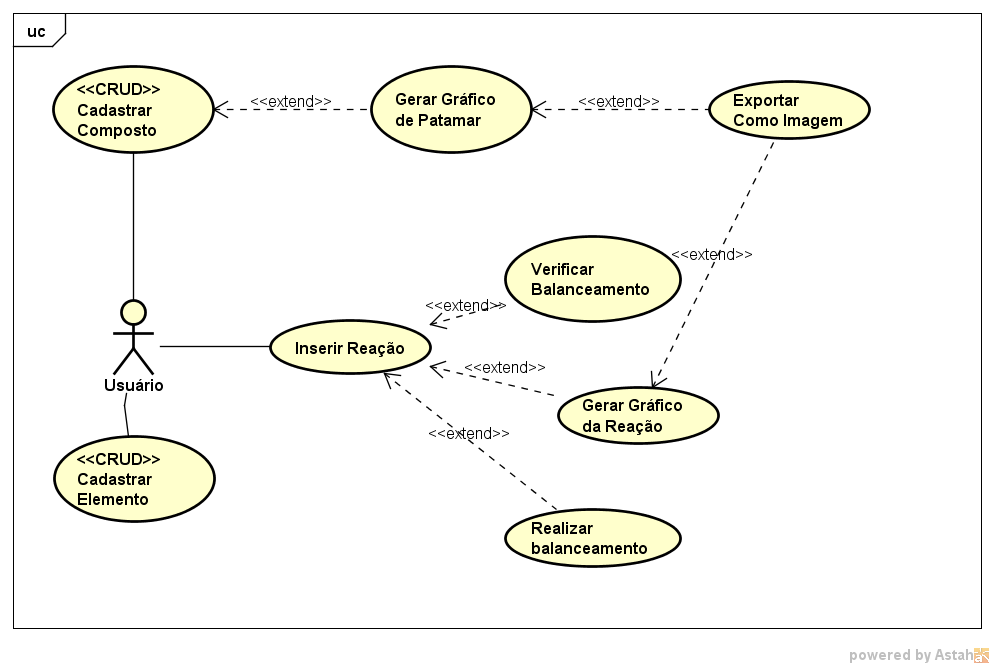 uc
<<CRUD>>
Cadastrar
Composto
<<extend>>
Gerar Gráfico
de Patamar
<<extend>>
Exportar
Como Imagem
<<extend>>
Verificar
Balanceamento
<<extend>>
Inserir Reação
<<extend>>
Usuário
Gerar Gráfico
da Reação
<<extend>>
<<CRUD>>
Cadastrar
Elemento
Realizar
balanceamento
powered by Astah